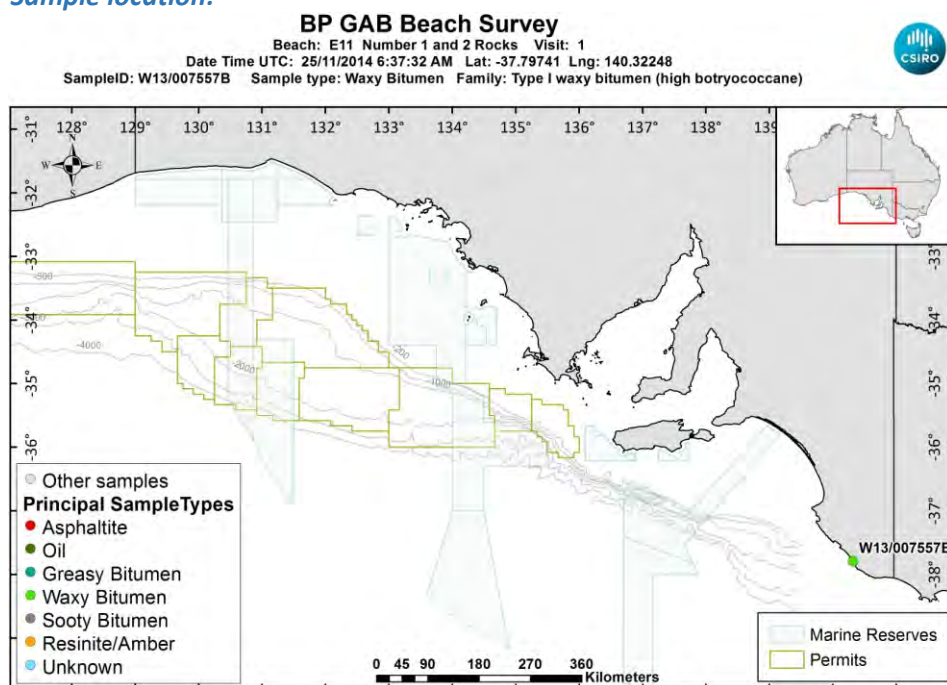 Sample location:
BP GAB Beach Survey
Beach: E11 Number 1 and 2 Rocks Visit: 1
Date Time UTC: 25/11/2014 6:37:32 AM Lat: -37.79741 Lng: 140.32248
SampleID: W13/007557B Sample type: Waxy Bitumen Family: Type I waxy bitumen (high botryococcane)
CSIRO
128° 129° 130° 131° 132° 133° 134° 135° 136° 137° 138° 139
-31°
-32°
-33°
-34°
-35°
-36°
-37°
-38°
N
W E
S
-33°
-34°
-35°
-36°
-37°
-38°
-200
-1000
-2000
-4000
W13/007557B
Other samples
Principal SampleTypes
Asphaltite
Oil
Greasy Bitumen
Waxy Bitumen
Sooty Bitumen
Resinite/Amber
Unknown
0 45 90 180 270 360
Kilometers
Marine Reserves
Permits